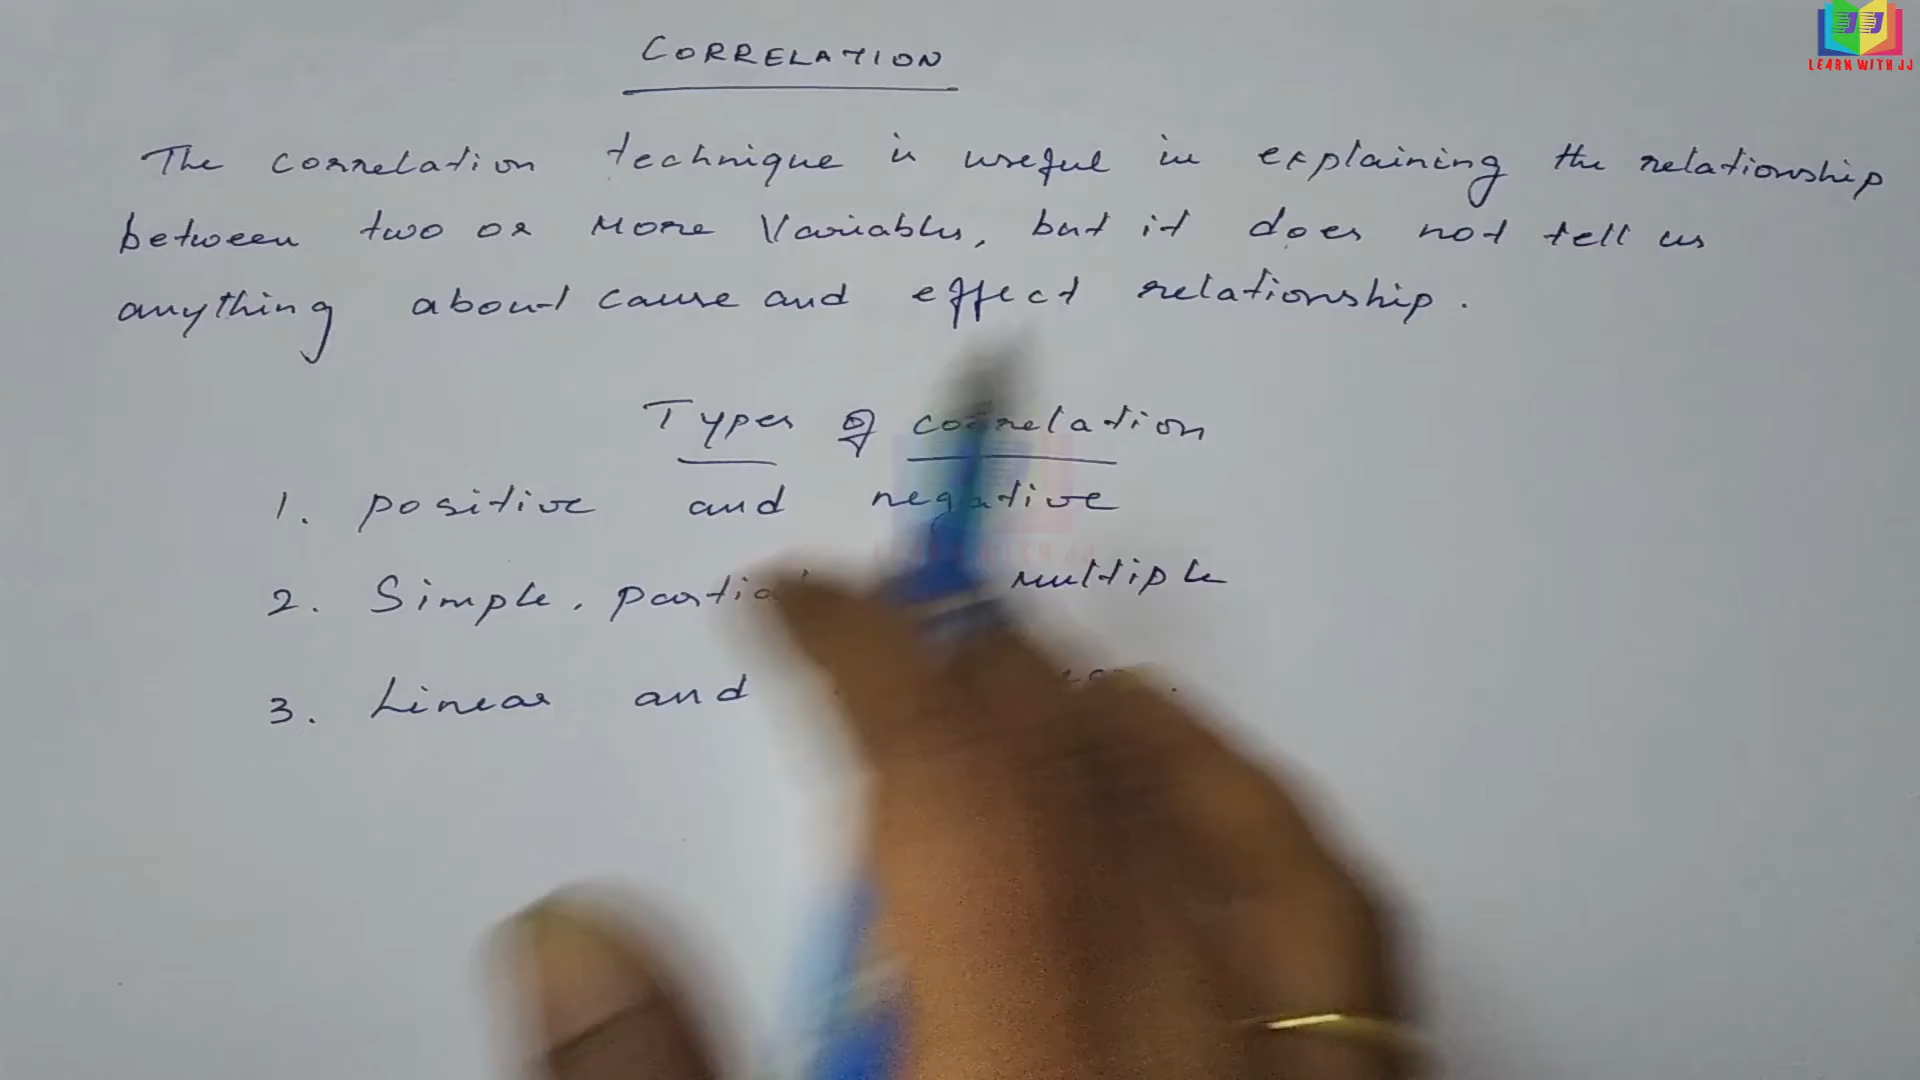 CORRELATION
LEARN WITH JJ
The correlation technique is useful in explaining the relationship
between two or More Variables, but it does not tell us
anything about cause and effect relationship.
Types of correlation
1. positive and negative
2. Simple, partial multiple
3. Linear and